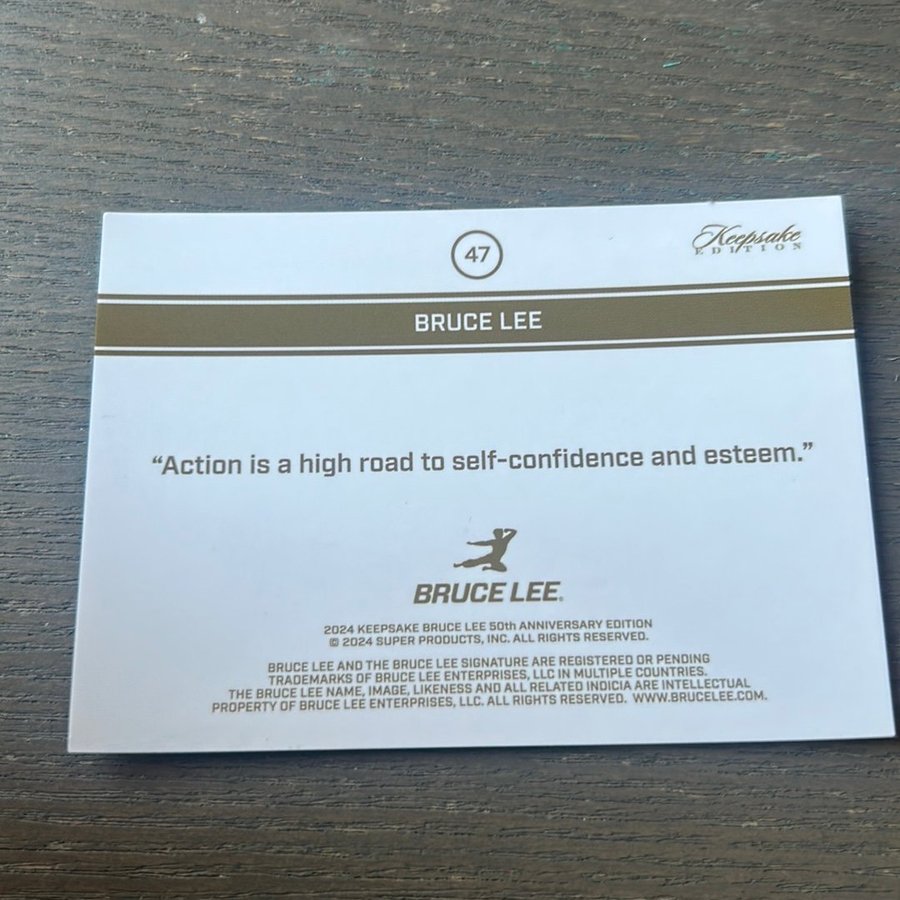 47
Keepsake
EDITION
BRUCE LEE
“Action is a high road to self-confidence and esteem.”
BRUCE LEE®
2024 KEEPSAKE BRUCE LEE 50th ANNIVERSARY EDITION
© 2024 SUPER PRODUCTS, INC. ALL RIGHTS RESERVED.
BRUCE LEE AND THE BRUCE LEE SIGNATURE ARE REGISTERED OR PENDING
TRADEMARKS OF BRUCE LEE ENTERPRISES, LLC IN MULTIPLE COUNTRIES.
THE BRUCE LEE NAME, IMAGE, LIKENESS AND ALL RELATED INDICIA ARE INTELLECTUAL
PROPERTY OF BRUCE LEE ENTERPRISES, LLC. ALL RIGHTS RESERVED. WWW.BRUCELEE.COM.